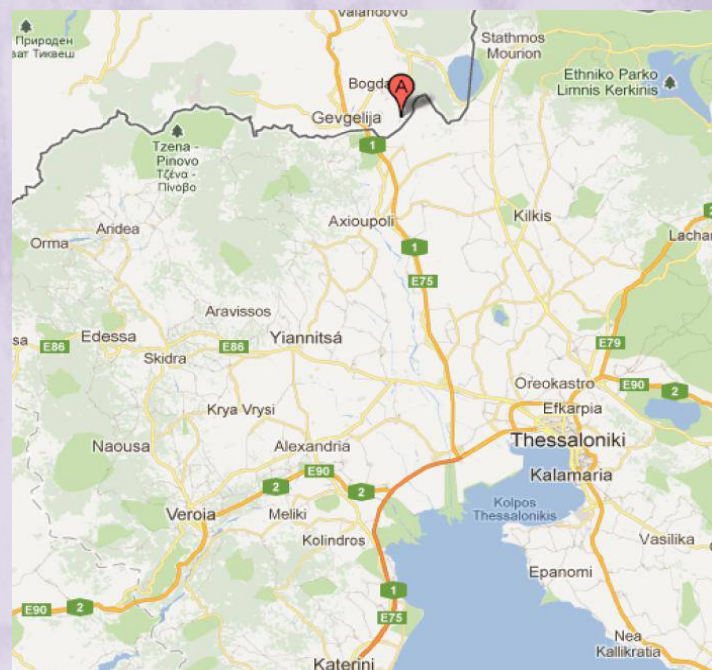 Valandovo
Природен
ват Тиквеш
Stathmos
Mourion
Bogda
A
Ethniko Parko
Limnis Kerkinis
Gevgelija
1
Tzena -
Pinovo
Τζένα -
Πίνοβο
Axioupoli
Kilkis
Aridea
Orma
Lachan
1
E75
Aravissos
Edessa
Yiannitsá
sa
E86
E86
Skidra
E79
Oreokastro
E90
2
Efkarpia
Krya Vrysi
Thessaloniki
Naousa
Alexandria
E90
Kalamaria
2
2
Kolpos
Thessalonikis
Veroia
Meliki
Kolindros
Vasilika
Epanomi
1
E90
2
E75
Nea
Kallikratia
Katerini